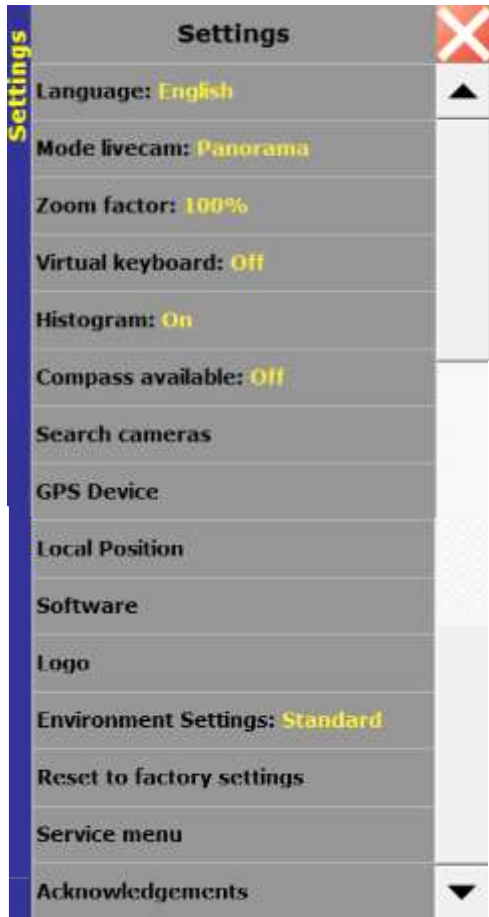 Settings
Settings
Language: English
Mode livecam: Panorama
Zoom factor: 100%
Virtual keyboard: Off
Histogram: On
Compass available: Off
Search cameras
GPS Device
Local Position
Software
Logo
Environment Settings: Standard
Reset to factory settings
Service menu
Acknowledgements